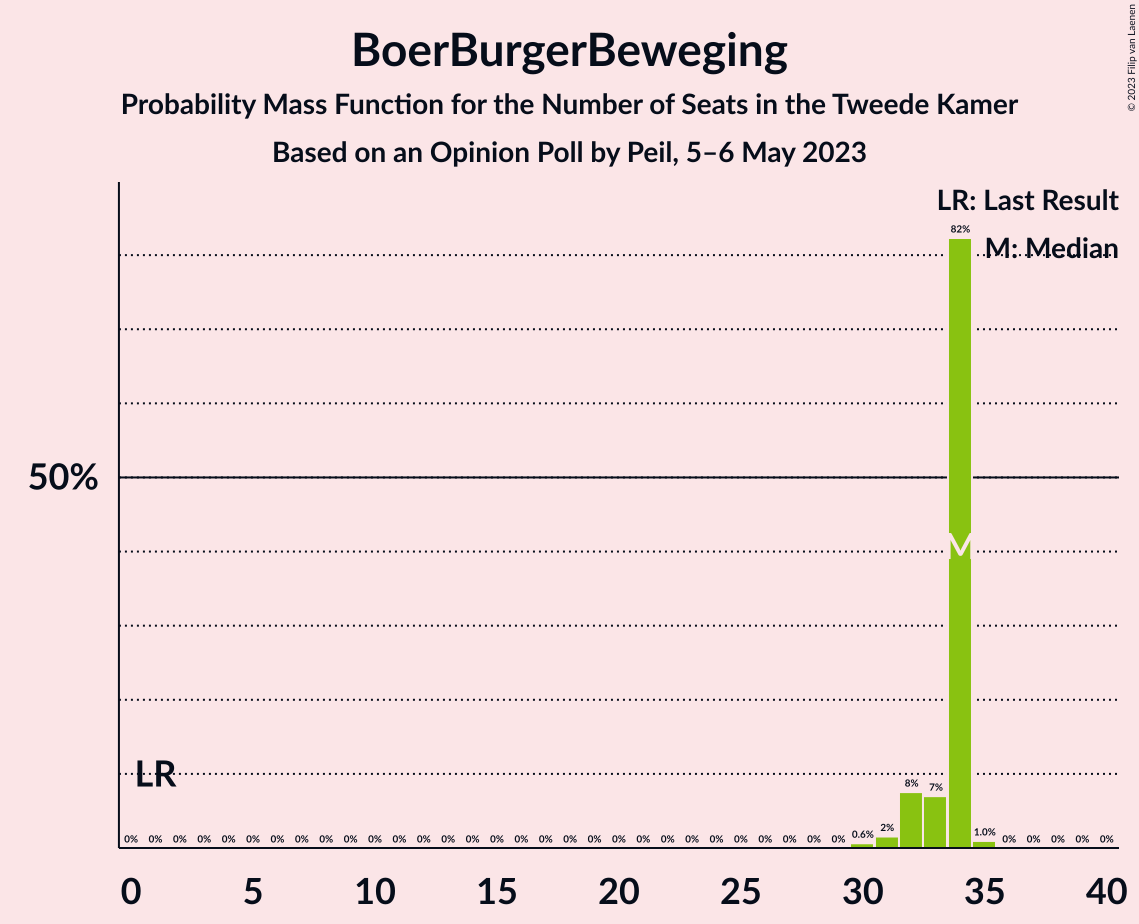 BoerBurgerBeweging
Probability Mass Function for the Number of Seats in the Tweede Kamer
Based on an Opinion Poll by Peil, 5–6 May 2023
© 2023 Filip van Laenen
LR: Last Result
M: Median
82%
50%
M
LR
0% 0% 0% 0% 0% 0% 0% 0% 0% 0% 0% 0% 0% 0% 0% 0% 0% 0% 0% 0% 0% 0% 0% 0% 0% 0% 0% 0% 0% 0% 0.6% 2% 8% 7% 1.0% 0% 0% 0% 0% 0%
0 5 10 15 20 25 30 35 40